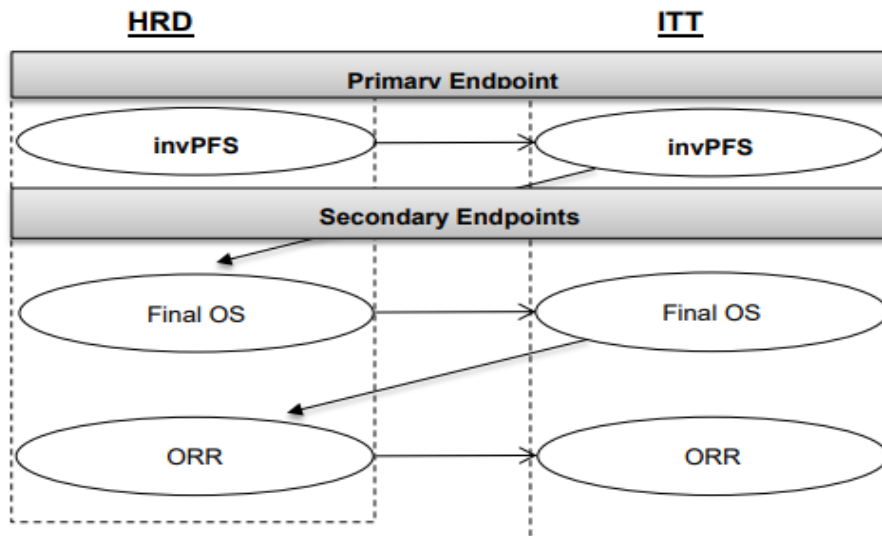 HRD ITT
Primary Endpoint
invPFS invPFS
Secondary Endpoints
Final OS Final OS
ORR ORR